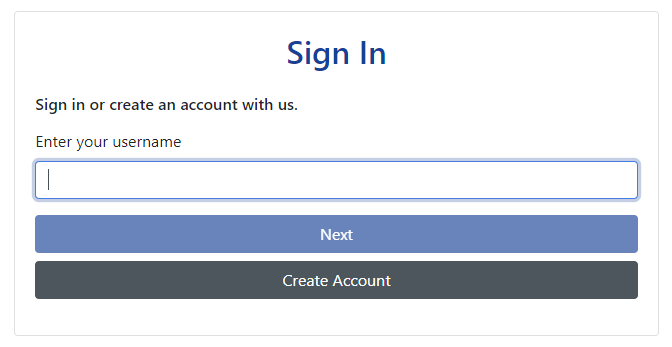 Sign In
Sign in or create an account with us.
Enter your username
Next
Create Account